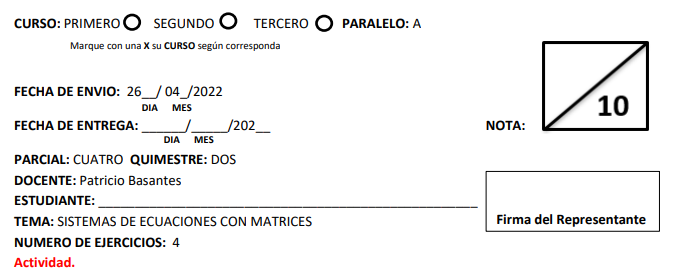 CURSO: PRIMERO SEGUNDO TERCERO PARALELO: A
Marque con una X su CURSO según corresponda
FECHA DE ENVIO: 26__/ 04_/2022
DIA MES
FECHA DE ENTREGA: ______/_____/202__
DIA MES
NOTA:
10
PARCIAL: CUATRO QUIMESTRE: DOS
DOCENTE: Patricio Basantes
ESTUDIANTE: ___________________________________________________
Firma del Representante
TEMA: SISTEMAS DE ECUACIONES CON MATRICES
NUMERO DE EJERCICIOS: 4
Actividad.